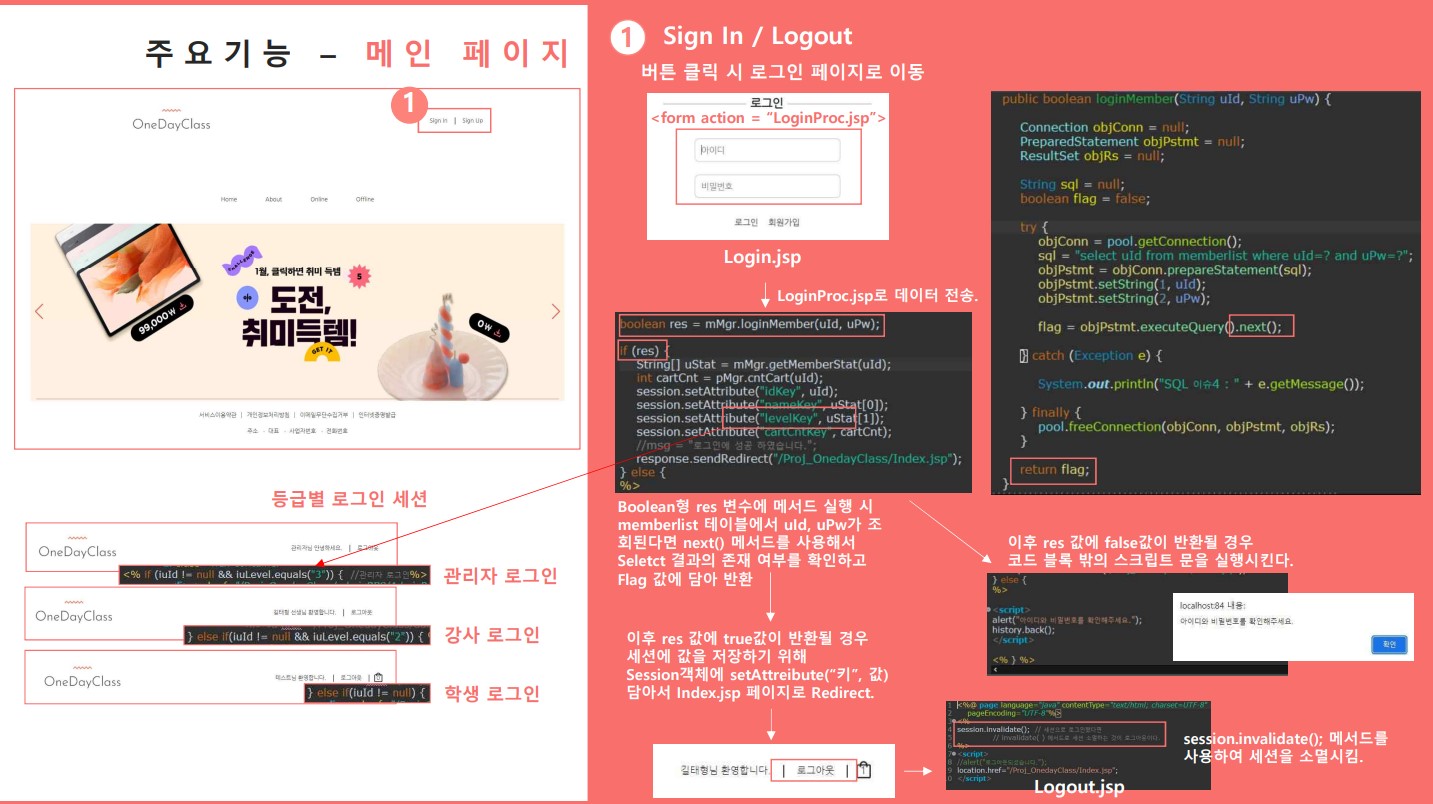 주요기능 – 메인 페이지
1
OneDayClass
Sign In | Sign Up
Home About Online Offline
Challenge
1월, 클릭하면 취미 득템
5
도전,
취미득템!
GET IT
99,000₩
0₩
서비스이용약관 | 개인정보처리방침 | 이메일무단수집거부 | 인터넷증명발급
주소 · 대표 · 사업자번호 · 전화번호
등급별 로그인 세션
OneDayClass
관리자님 안녕하세요. | 로그아웃
<% if (iuId != null && iuLevel.equals("3")) { //관리자 로그인%>
관리자 로그인
OneDayClass
길태형 선생님 환영합니다. | 로그아웃
} else if(iuId != null && iuLevel.equals("2")) {
강사 로그인
OneDayClass
테스트님 환영합니다. | 로그아웃 |
} else if(iuId != null) {
학생 로그인
1 Sign In / Logout
버튼 클릭 시 로그인 페이지로 이동
로그인
<form action = “LoginProc.jsp”>
아이디
비밀번호
로그인 회원가입
Login.jsp
LoginProc.jsp로 데이터 전송.
boolean res = mMgr.loginMember(uId, uPw);
if (res) {
String[] uStat = mMgr.getMemberStat(uId);
int cartCnt = pMgr.cntCart(uId);
session.setAttribute("idKey", uId);
session.setAttribute("nameKey", uStat[0]);
session.setAttribute("levelKey", uStat[1]);
session.setAttribute("cartCntKey", cartCnt);
//msg = "로그인에 성공 하였습니다.";
response.sendRedirect("/Proj_OnedayClass/Index.jsp");
} else {
%>
Boolean형 res 변수에 메서드 실행 시
memberlist 테이블에서 uId, uPw가 조
회된다면 next() 메서드를 사용해서
Seletct 결과의 존재 여부를 확인하고
Flag 값에 담아 반환
이후 res 값에 true값이 반환될 경우
세션에 값을 저장하기 위해
Session객체에 setAttreibute(“키”, 값)
담아서 Index.jsp 페이지로 Redirect.
길태형님 환영합니다. | 로그아웃 | 1
public boolean loginMember(String uId, String uPw) {
Connection objConn = null;
PreparedStatement objPstmt = null;
ResultSet objRs = null;
String sql = null;
boolean flag = false;
try {
objConn = pool.getConnection();
sql = "select uId from memberlist where uId=? and uPw=?";
objPstmt = objConn.prepareStatement(sql);
objPstmt.setString(1, uId);
objPstmt.setString(2, uPw);
flag = objPstmt.executeQuery().next();
} catch (Exception e) {
System.out.println("SQL 이슈4 : " + e.getMessage());
} finally {
pool.freeConnection(objConn, objPstmt, objRs);
}
return flag;
}
이후 res 값에 false값이 반환될 경우
코드 블록 밖의 스크립트 문을 실행시킨다.
} else {
%>
<script>
alert("아이디와 비밀번호를 확인해주세요.");
history.back();
</script>
<% } %>
localhost:84 내용:
아이디와 비밀번호를 확인해주세요.
확인
1 <%@ page language="java" contentType="text/html; charset=UTF-8"
2 pageEncoding="UTF-8"%>
3 <%
4 session.invalidate(); // 세션으로 로그인했다면
5 // invalidate( ) 메서드로 세션 소멸하는 것이 로그아웃이다.
6 %>
7 <script>
8 //alert("로그아웃되었습니다.");
9 location.href="/Proj_OnedayClass/Index.jsp";
0 </script>
Logout.jsp
session.invalidate(); 메서드를
사용하여 세션을 소멸시킴.